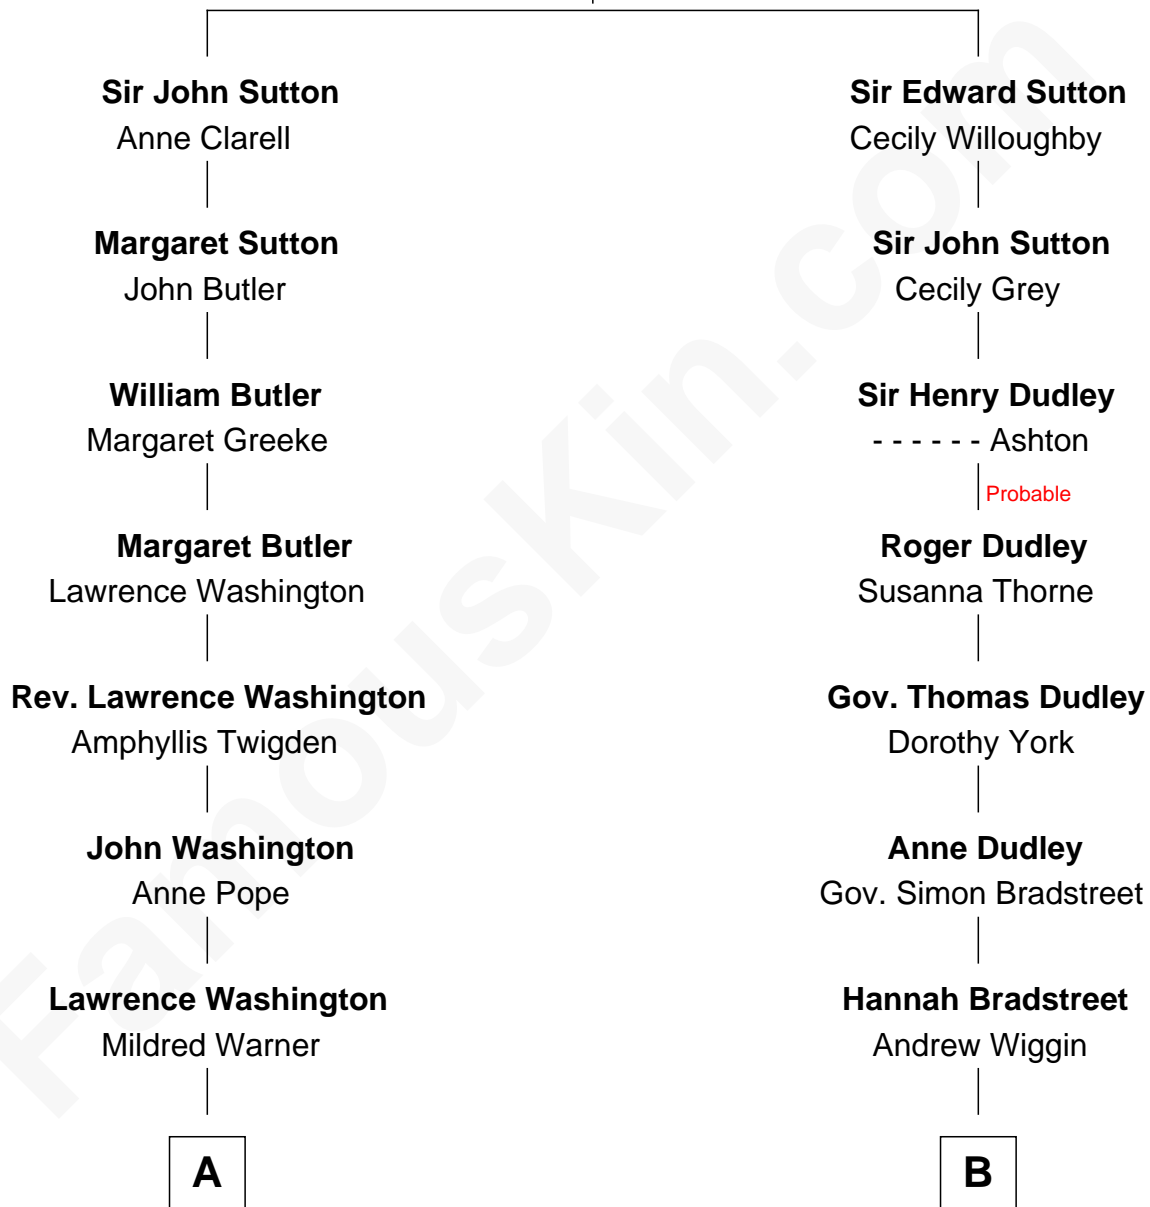 Sir John Sutton
Anne Clarell
Margaret Sutton
John Butler
William Butler
Margaret Greeke
Margaret Butler
Lawrence Washington
Rev. Lawrence Washington
Amphyllis Twigden
John Washington
Anne Pope
Lawrence Washington
Mildred Warner
A
Sir Edward Sutton
Cecily Willoughby
Sir John Sutton
Cecily Grey
Sir Henry Dudley
- - - - - - Ashton
Probable
Roger Dudley
Susanna Thorne
Gov. Thomas Dudley
Dorothy York
Anne Dudley
Gov. Simon Bradstreet
Hannah Bradstreet
Andrew Wiggin
B
FamousKin.com